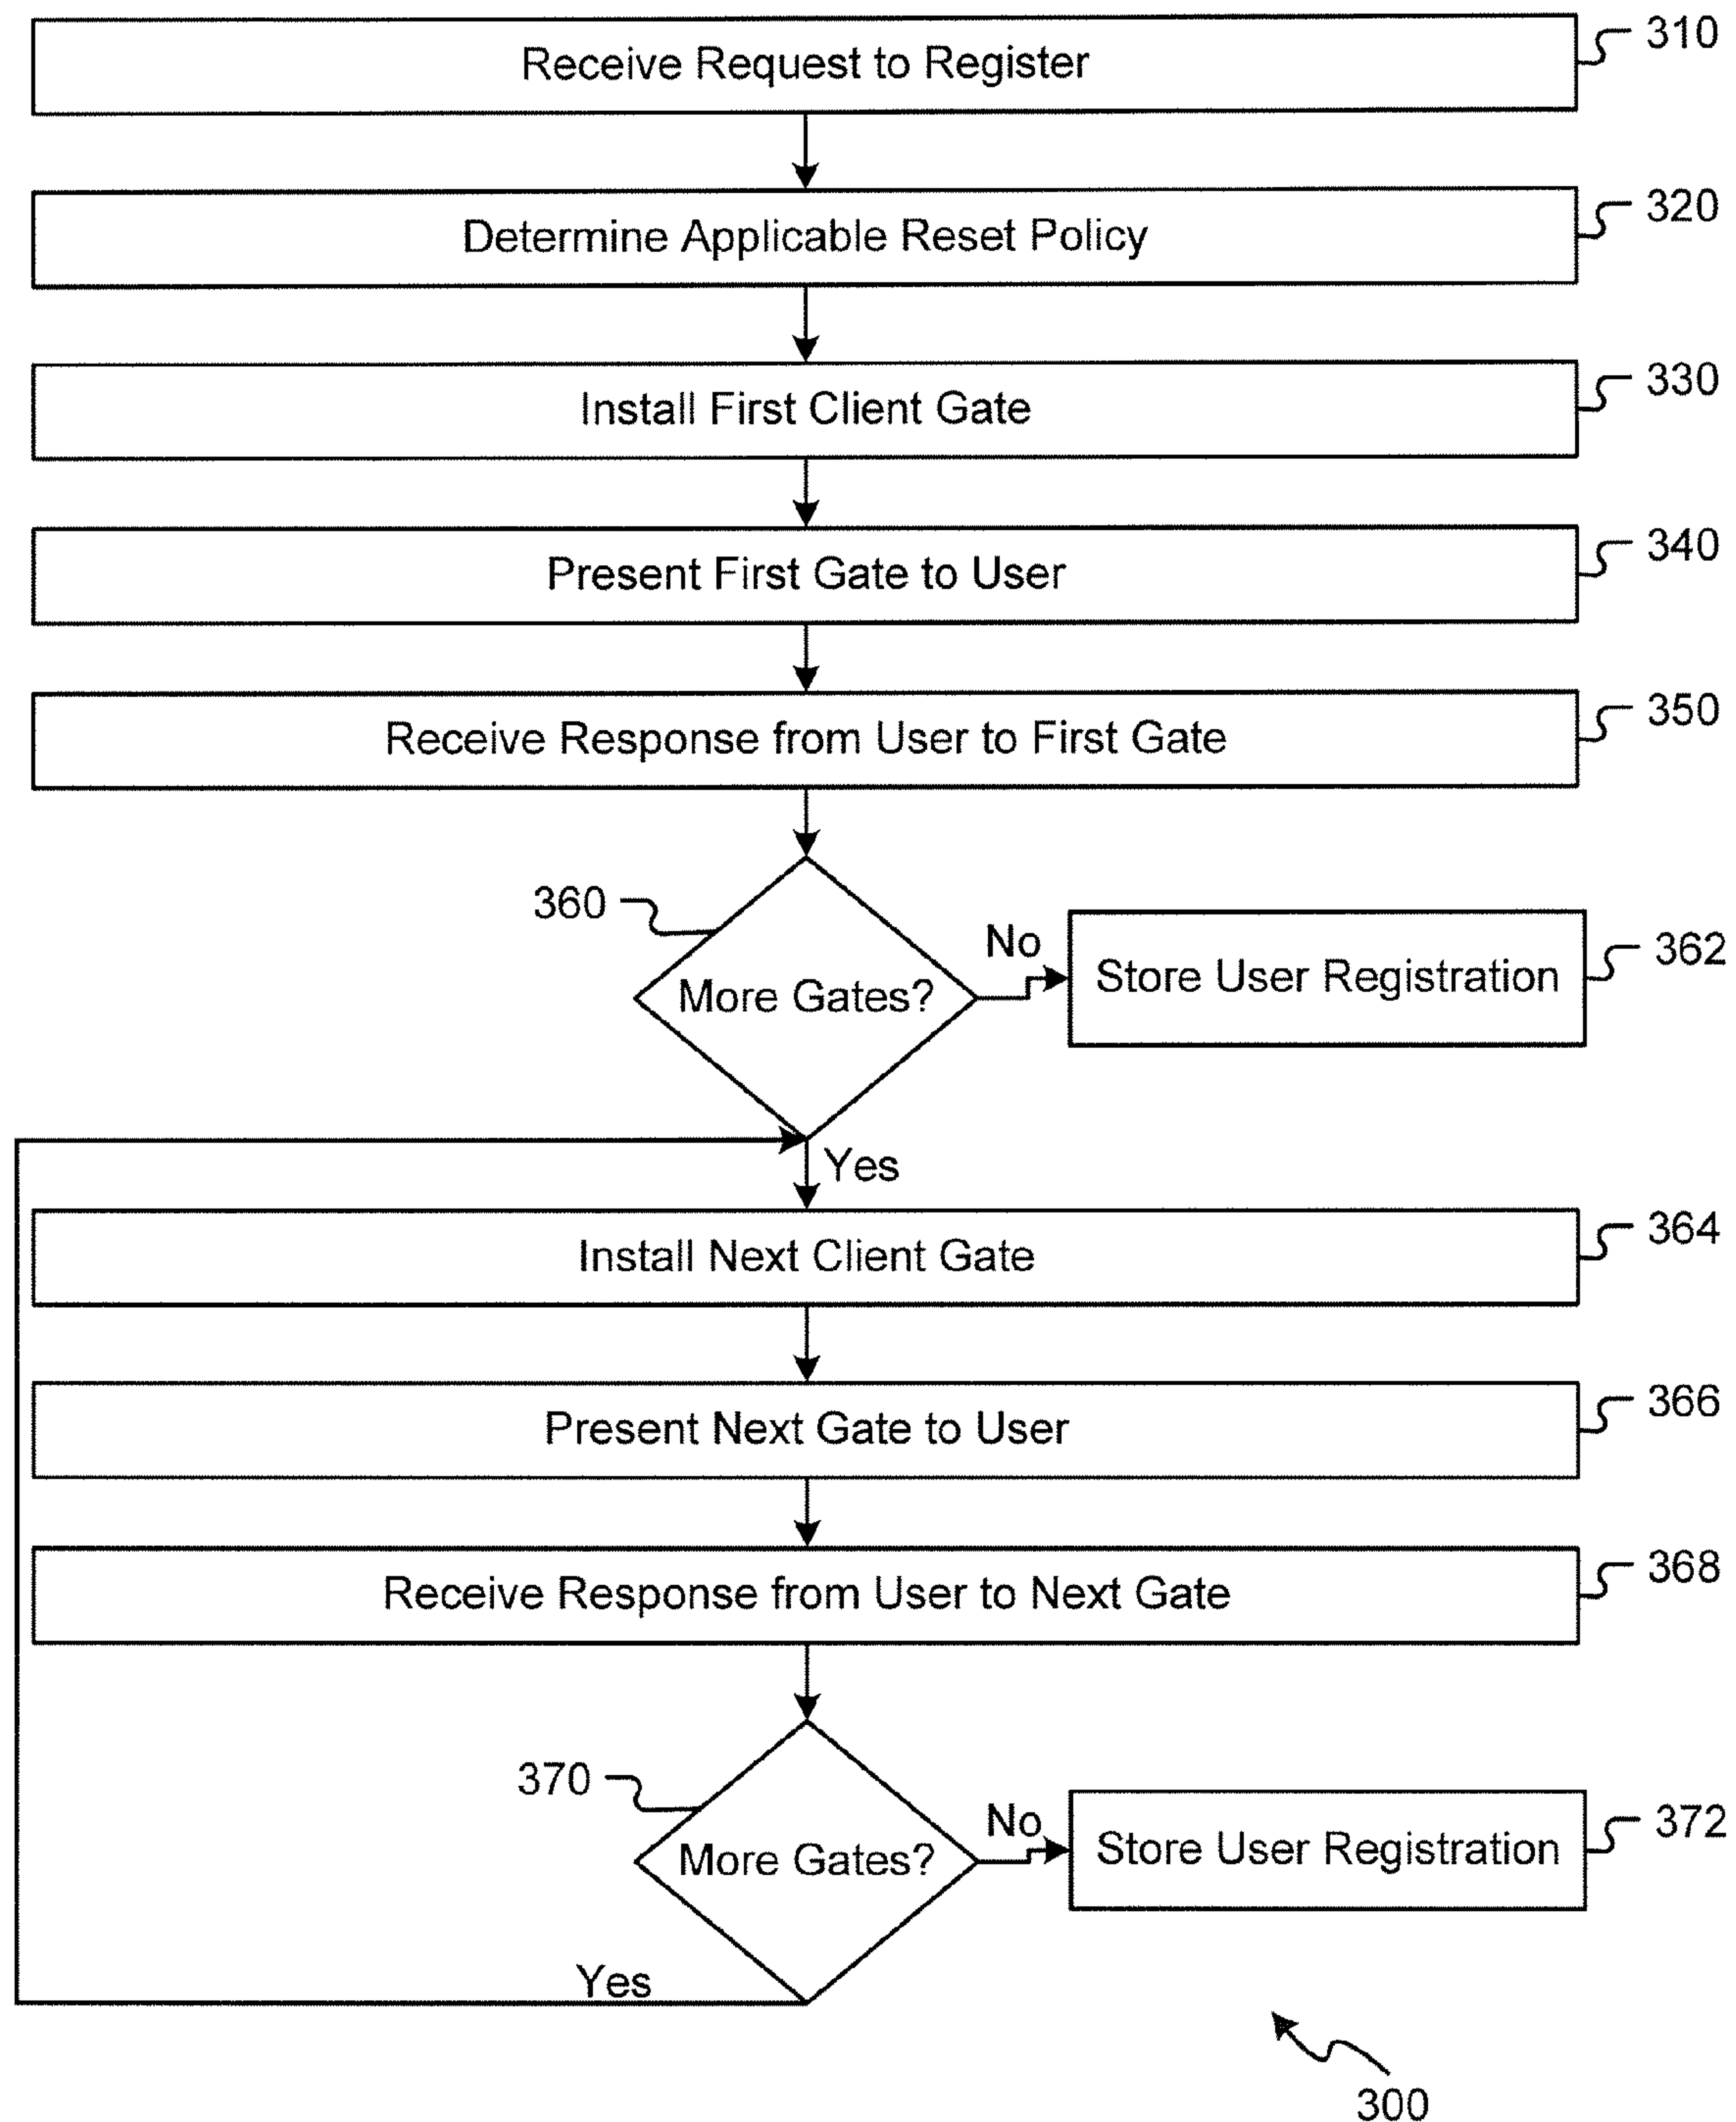 Receive Request to Register
310
Determine Applicable Reset Policy
320
Install First Client Gate
330
Present First Gate to User
340
Receive Response from User to First Gate
350
360
More Gates?
No
Store User Registration
362
Yes
Install Next Client Gate
364
Present Next Gate to User
366
Receive Response from User to Next Gate
368
370
More Gates?
No
Store User Registration
372
Yes
300